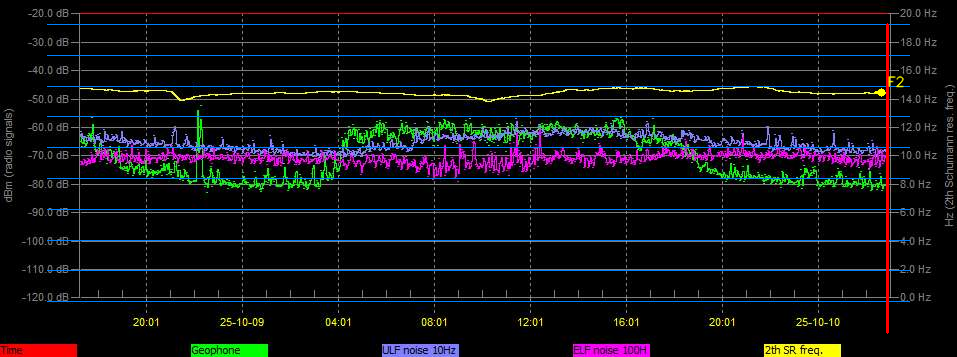 -20.0 dB 20.0 Hz
-30.0 dB 18.0 Hz
-40.0 dB 16.0 Hz
F2
-50.0 dB 14.0 Hz
-60.0 dB 12.0 Hz
-70.0 dB 10.0 Hz
-80.0 dB 8.0 Hz
-90.0 dB 6.0 Hz
-100.0 dB 4.0 Hz
-110.0 dB 2.0 Hz
-120.0 dB 0.0 Hz
dBm (radio signals)
Hz (2th Schumann res. freq.)
20:01 25-10-09 04:01 08:01 12:01 16:01 20:01 25-10-10
Time Geophone ULF noise 10Hz ELF noise 100H 2th SR freq.